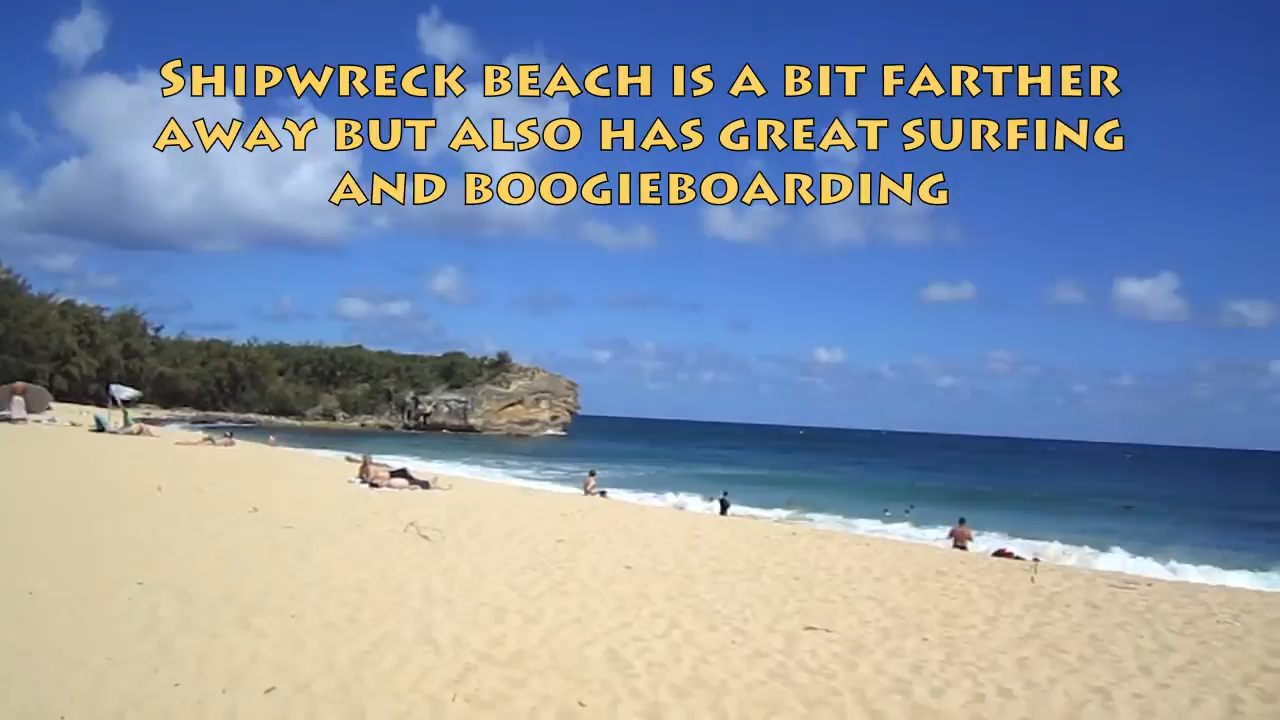 Shipwreck beach is a bit farther
away but also has great surfing
and boogieboarding